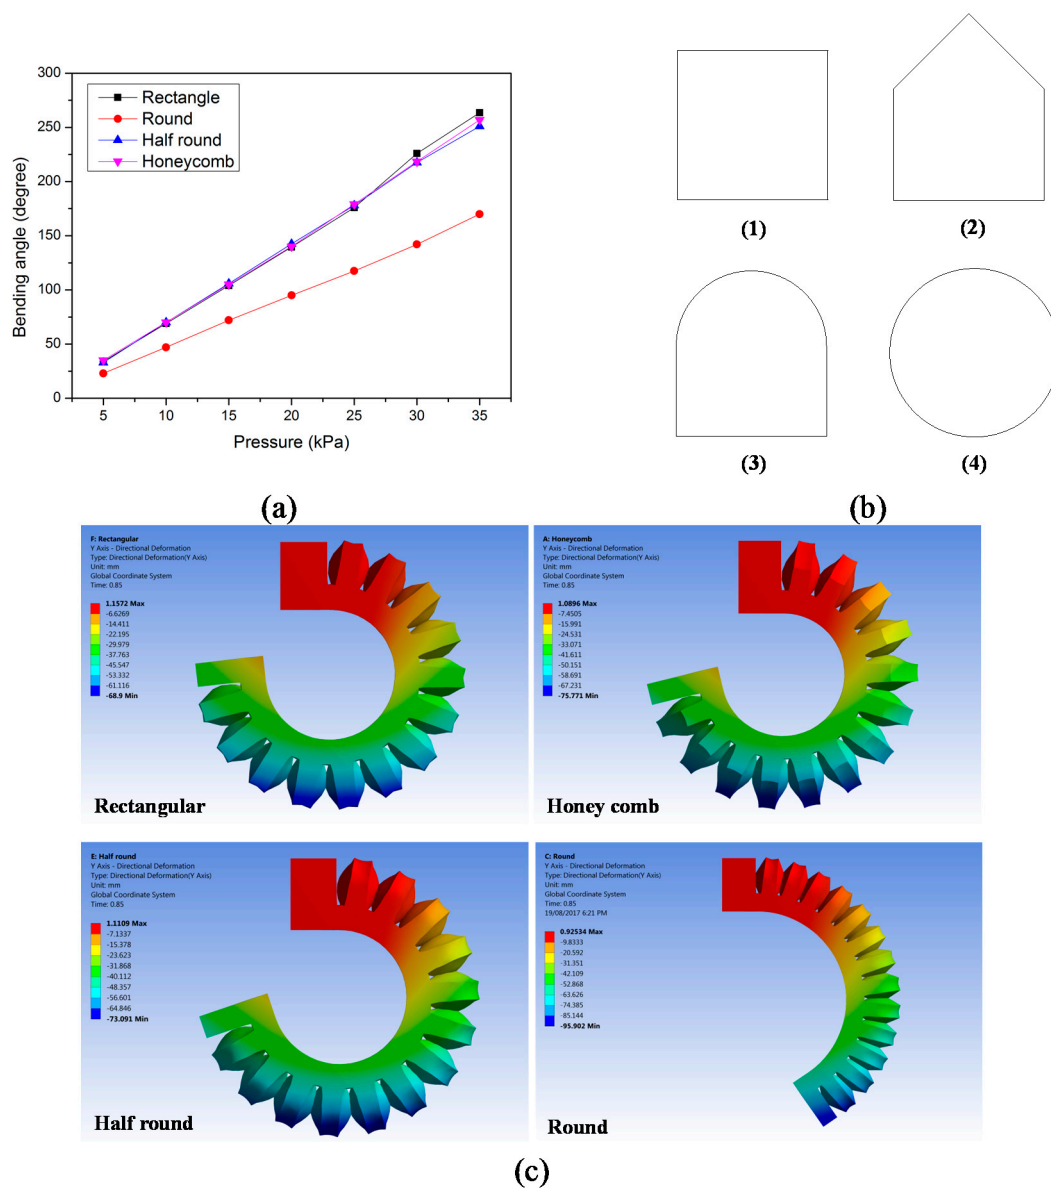 300
250
200
150
100
50
0
Bending angle (degree)
Rectangle
Round
Half round
Honeycomb
5 10 15 20 25 30 35
Pressure (kPa)
(a)
(1)
(2)
(3)
(4)
(b)
F: Rectangular
Y Axis - Directional Deformation
Type: Directional Deformation(Y Axis)
Unit: mm
Global Coordinate System
Time: 0.85
1.1572 Max
-6.6269
-14.411
-22.195
-29.979
-37.763
-45.547
-53.332
-61.116
-68.9 Min
Rectangular
A: Honeycomb
Y Axis - Directional Deformation
Type: Directional Deformation(Y Axis)
Unit: mm
Global Coordinate System
Time: 0.85
1.0896 Max
-7.4505
-15.991
-24.531
-33.071
-41.611
-50.151
-58.691
-67.231
-75.771 Min
Honey comb
E: Half round
Y Axis - Directional Deformation
Type: Directional Deformation(Y Axis)
Unit: mm
Global Coordinate System
Time: 0.85
1.1109 Max
-7.1337
-15.378
-23.623
-31.868
-40.112
-48.357
-56.601
-64.846
-73.091 Min
Half round
C: Round
Y Axis - Directional Deformation
Type: Directional Deformation(Y Axis)
Unit: mm
Global Coordinate System
Time: 0.85
19/08/2017 6:21 PM
0.92534 Max
-9.8333
-20.592
-31.351
-42.109
-52.868
-63.626
-74.385
-85.144
-95.902 Min
Round
(c)